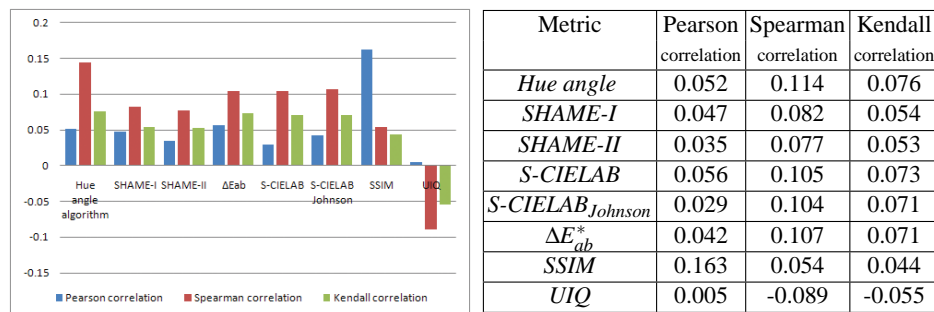 0.2
0.15
0.1
0.05
0
-0.05
-0.1
-0.15
Hue angle algorithm
SHAME-I
SHAME-II
ΔEab
S-CIELAB
S-CIELAB Johnson
SSIM
UIQ
Pearson correlation
Spearman correlation
Kendall correlation
Metric Pearson correlation Spearman correlation Kendall correlation
Hue angle 0.052 0.114 0.076
SHAME-I 0.047 0.082 0.054
SHAME-II 0.035 0.077 0.053
S-CIELAB 0.056 0.105 0.073
S-CIELAB_Johnson 0.029 0.104 0.071
ΔE*ab 0.042 0.107 0.071
SSIM 0.163 0.054 0.044
UIQ 0.005 -0.089 -0.055